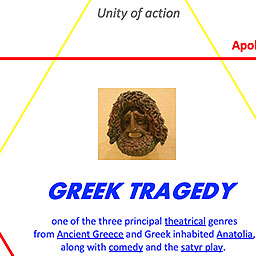 Unity of action
Apol
GREEK TRAGEDY
one of the three principal theatrical genres
from Ancient Greece and Greek inhabited Anatolia,
along with comedy and the satyr play.